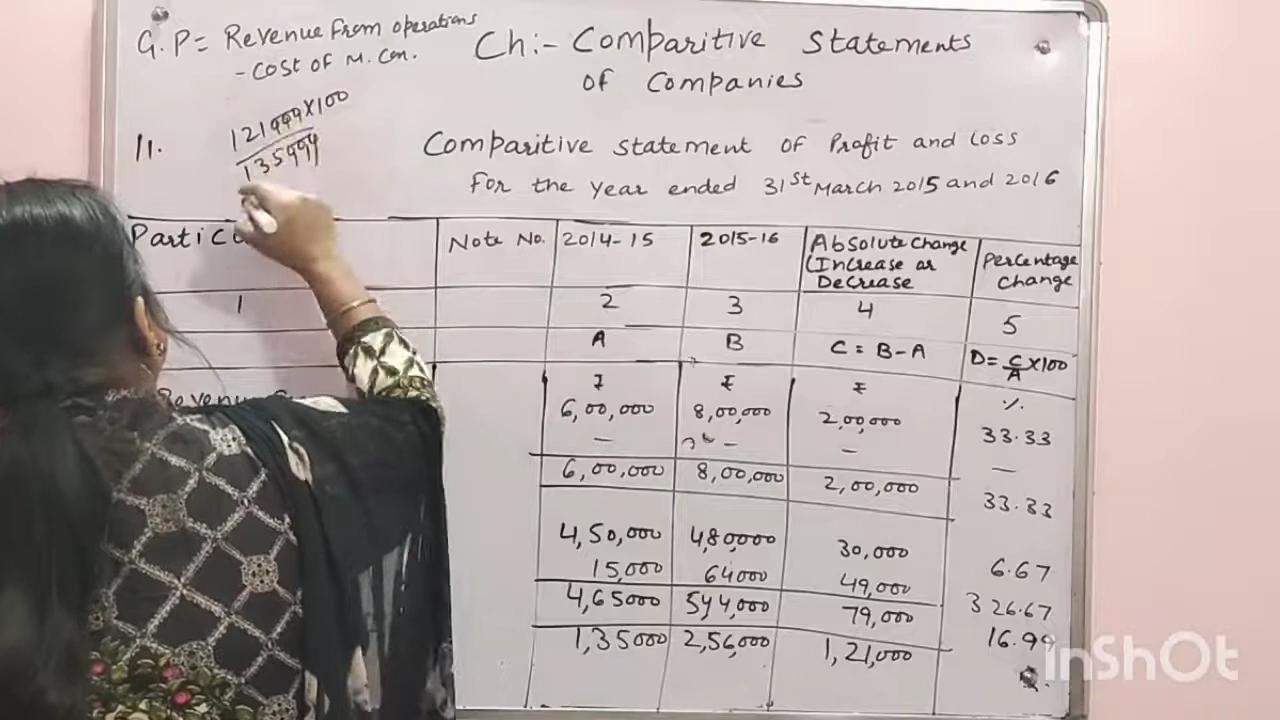 G.P = Revenue From operations
- COST OF M. Con.
Ch:- Comparitive Statements
OF Companies
121000 X 100
135000
11.
Comparitive statement of Profit and Loss
For the year ended 31st March 2015 and 2016
Note No. 2014-15 2015-16 Absolute Change (Increase or Decrease Percentage Change
1 2 3 4 5
A B C = B - A D = C/A X 100
₹ ₹ ₹ %
6,00,000 8,00,000 2,00,000 33.33
— — — —
6,00,000 8,00,000 2,00,000 33.33
4,50,000 4,80,000 30,000 6.67
15,000 64000 49,000 326.67
4,65000 544,000 79,000 16.99
1,35000 2,56,000 1,21,000
InShOt